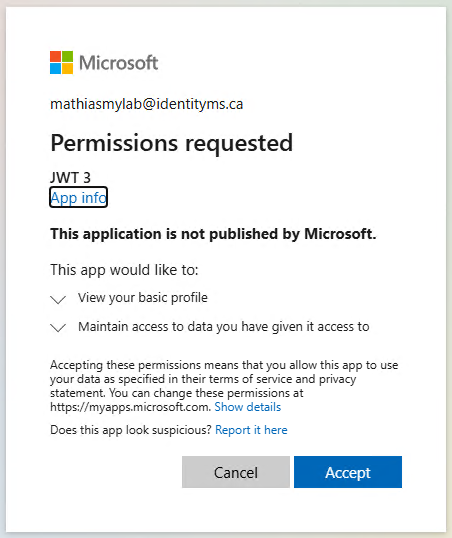 Microsoft
mathiasmylab@identityms.ca
Permissions requested
JWT 3
App info
This application is not published by Microsoft.
This app would like to:
View your basic profile
Maintain access to data you have given it access to
Accepting these permissions means that you allow this app to use
your data as specified in their terms of service and privacy
statement. You can change these permissions at
https://myapps.microsoft.com. Show details
Does this app look suspicious? Report it here
Cancel
Accept